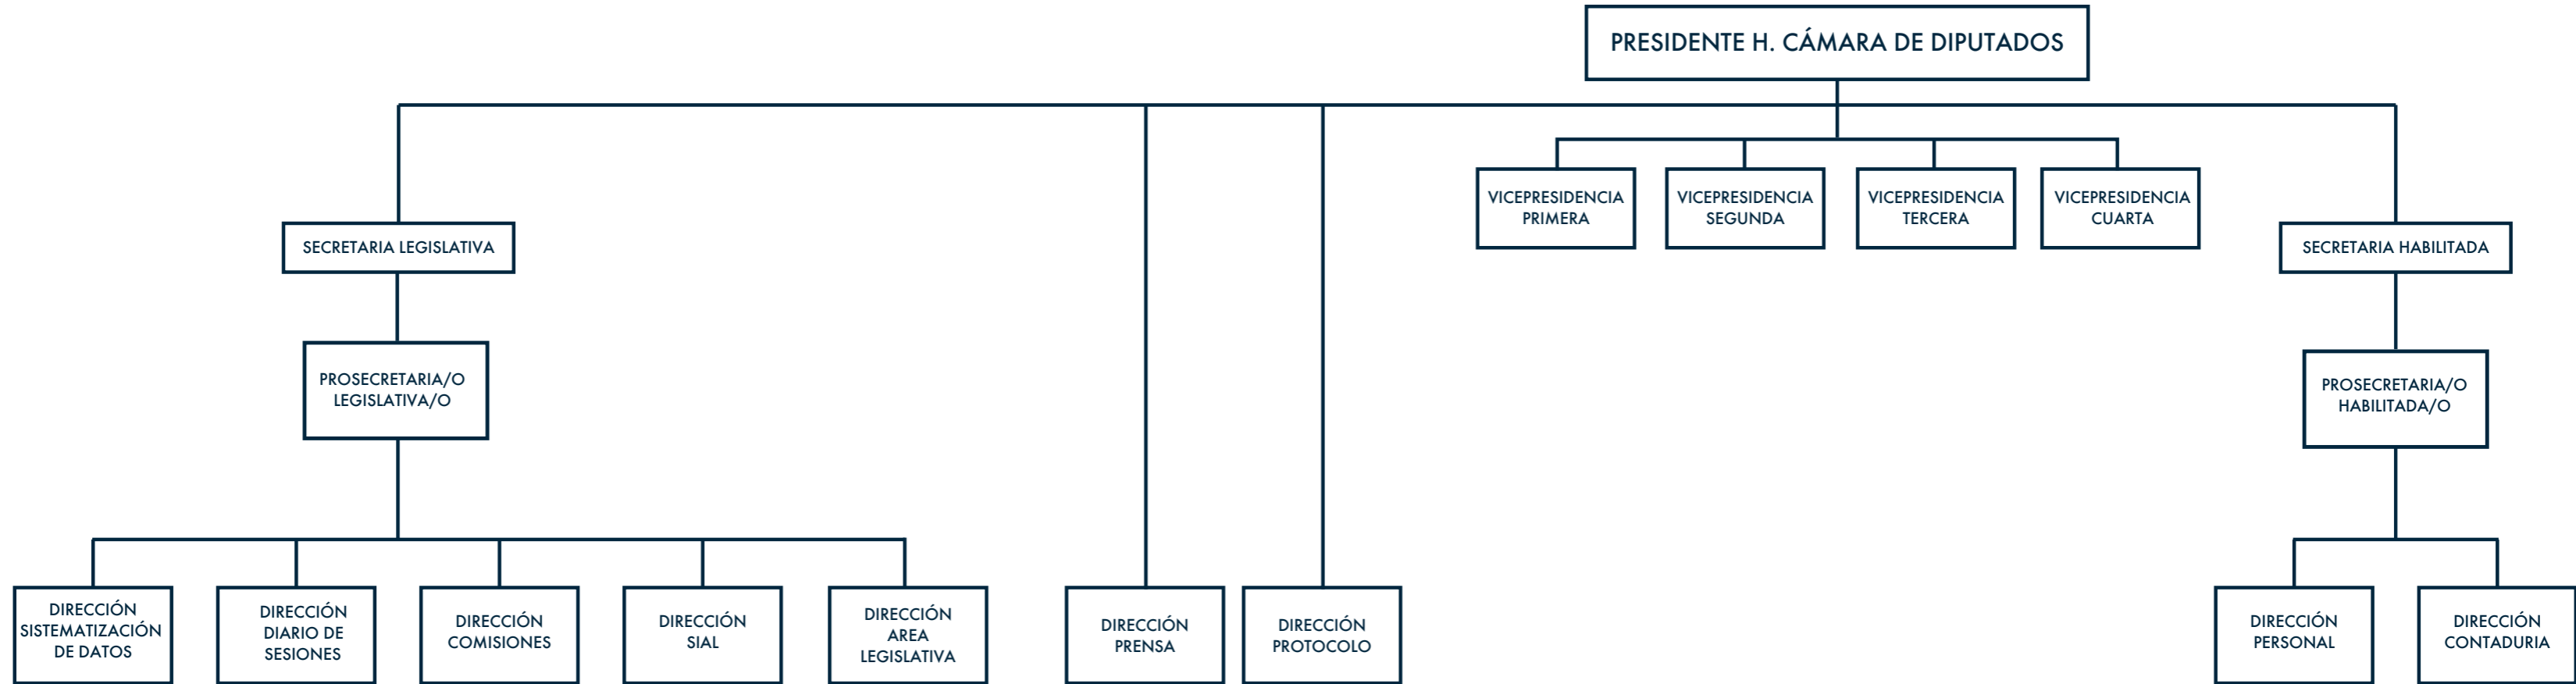 PRESIDENTE H. CÁMARA DE DIPUTADOS
VICEPRESIDENCIA
PRIMERA
VICEPRESIDENCIA
SEGUNDA
VICEPRESIDENCIA
TERCERA
VICEPRESIDENCIA
CUARTA
SECRETARIA LEGISLATIVA
SECRETARIA HABILITADA
PROSECRETARIA/O
LEGISLATIVA/O
PROSECRETARIA/O
HABILITADA/O
DIRECCIÓN
SISTEMATIZACIÓN
DE DATOS
DIRECCIÓN
DIARIO DE
SESIONES
DIRECCIÓN
COMISIONES
DIRECCIÓN
SIAL
DIRECCIÓN
AREA
LEGISLATIVA
DIRECCIÓN
PRENSA
DIRECCIÓN
PROTOCOLO
DIRECCIÓN
PERSONAL
DIRECCIÓN
CONTADURIA